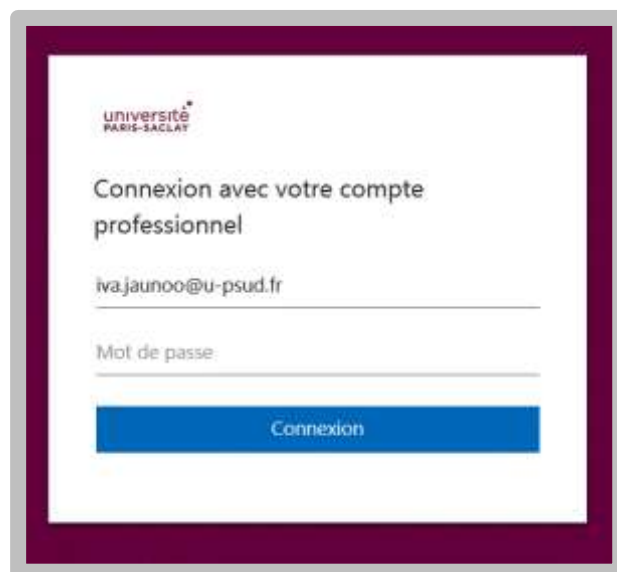 université
PARIS-SACLAY
Connexion avec votre compte
professionnel
iva.jaunoo@u-psud.fr
Mot de passe
Connexion